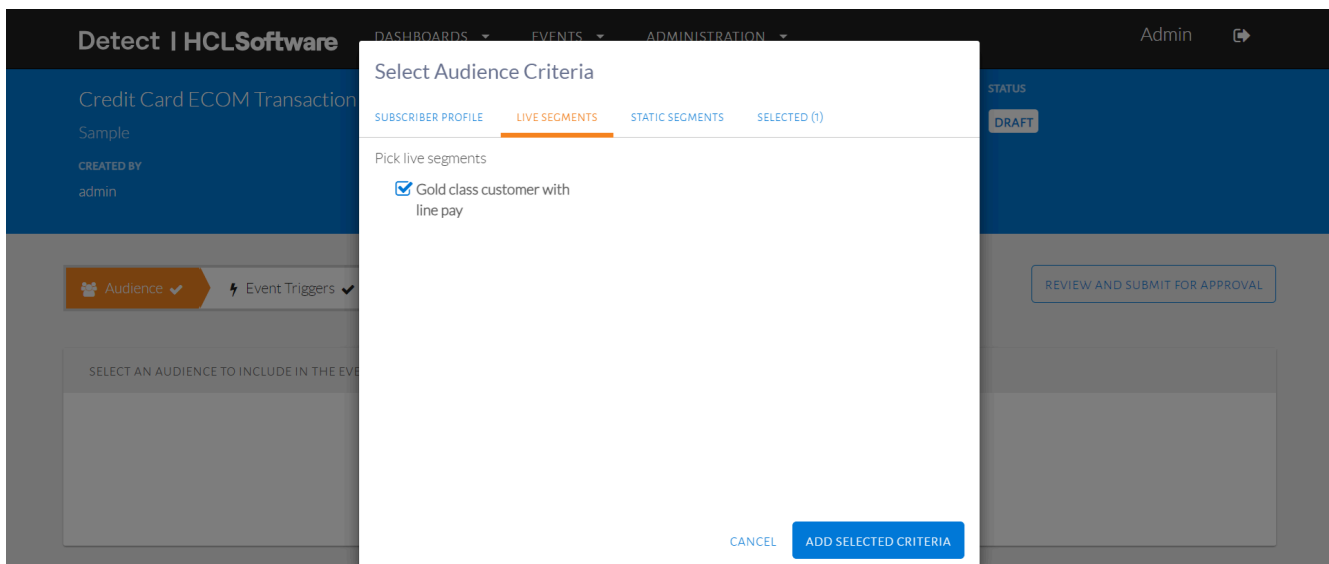 Detect | HCLSoftware
DASHBOARDS EVENTS ADMINISTRATION
Admin
Credit Card ECOM Transaction
Sample
CREATED BY
admin
STATUS
DRAFT
Select Audience Criteria
SUBSCRIBER PROFILE LIVE SEGMENTS STATIC SEGMENTS SELECTED (1)
Pick live segments
Gold class customer with
line pay
Audience Event Triggers
REVIEW AND SUBMIT FOR APPROVAL
SELECT AN AUDIENCE TO INCLUDE IN THE EVE
CANCEL ADD SELECTED CRITERIA